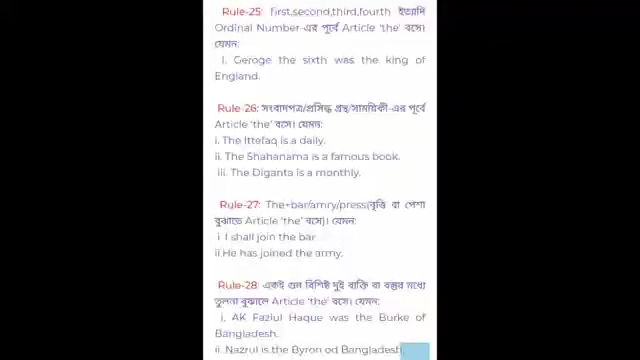 Rule-25: first,second,third,fourth ইত্যাদি
Ordinal Number-এর পূর্বে Article 'the' বসে।
যেমন:
i. Geroge the sixth was the king of
England.
Rule-26: সংবাদপত্র/প্রসিদ্ধ গ্রন্থ/সাময়িকী-এর পূর্বে
Article 'the' বসে। যেমন:
i. The Ittefaq is a daily.
ii. The Shahanama is a famous book.
iii. The Diganta is a monthly.
Rule-27: The+bar/amry/press(বৃত্তি বা পেশা
বুঝাতে Article 'the' বসে)। যেমন:
i I shall join the bar
ii.He has joined the army.
Rule-28: একই গুন বিশিষ্ট দুই ব্যক্তি বা বস্তুর মধ্যে
তুলনা বুঝালে Article 'the' বসে। যেমন:
i. AK Fazlul Haque was the Burke of
Bangladesh.
ii. Nazrul is the Byron od Bangladesh